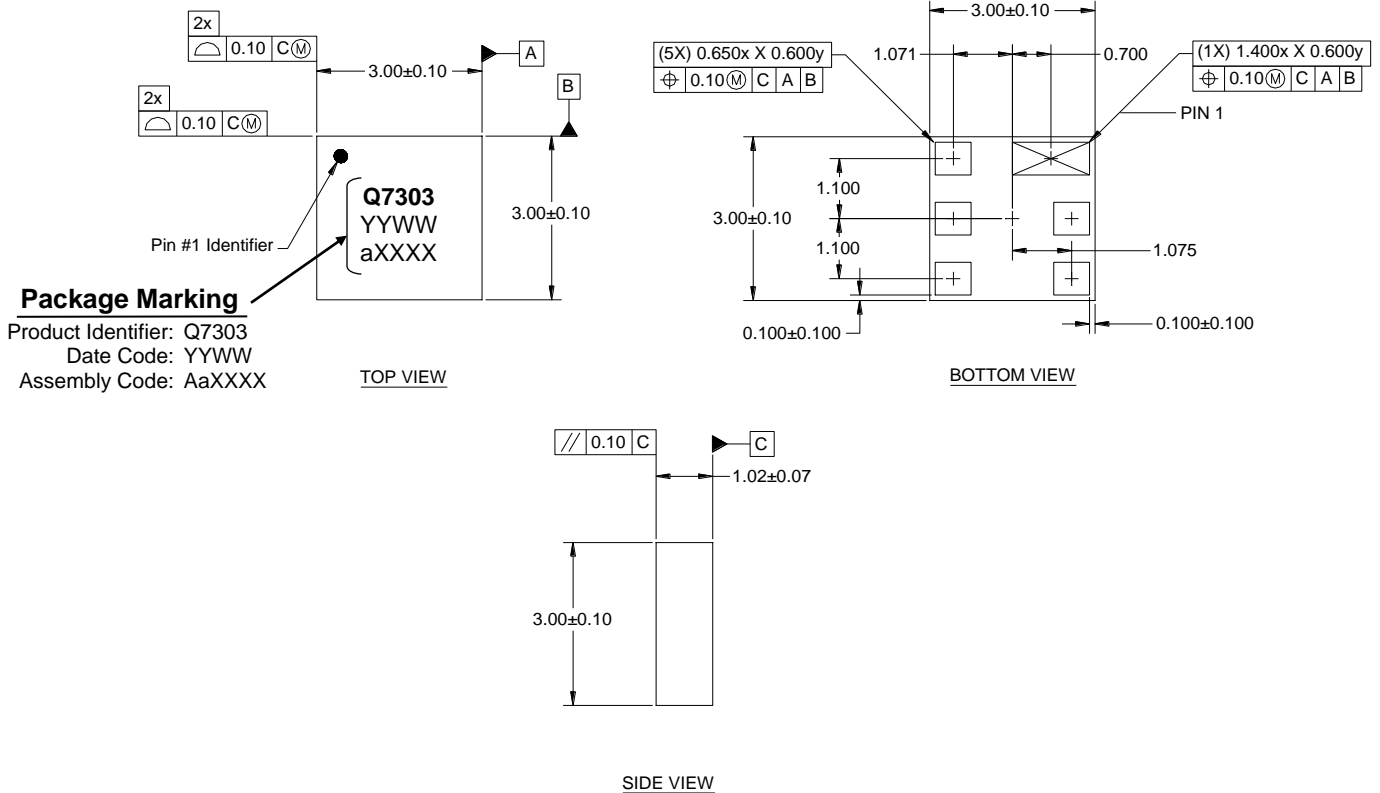 2x
⌓ 0.10 CⓂ
3.00±0.10
A
2x
⌓ 0.10 CⓂ
B
Q7303
YYWW
aXXXX
3.00±0.10
Pin #1 Identifier
Package Marking
Product Identifier: Q7303
Date Code: YYWW
Assembly Code: AaXXXX
TOP VIEW
3.00±0.10
(5X) 0.650x X 0.600y
⌖ 0.10Ⓜ C A B
1.071
0.700
(1X) 1.400x X 0.600y
⌖ 0.10Ⓜ C A B
PIN 1
1.100
3.00±0.10
1.100
1.075
0.100±0.100
0.100±0.100
BOTTOM VIEW
// 0.10 C
C
1.02±0.07
3.00±0.10
SIDE VIEW